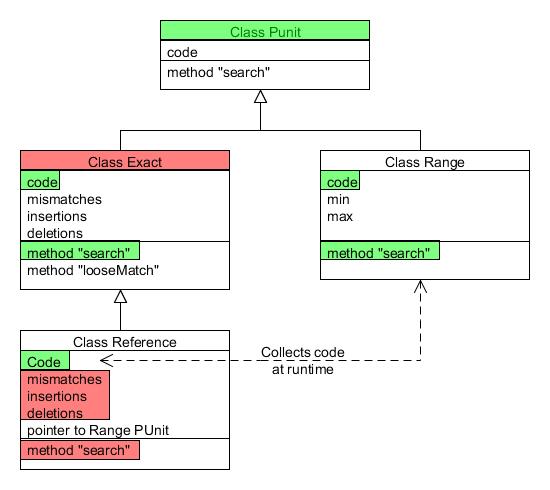 Class Punit
code
method "search"
Class Exact
code
mismatches
insertions
deletions
method "search"
method "looseMatch"
Class Range
code
min
max
method "search"
Class Reference
Code
mismatches
insertions
deletions
pointer to Range PUnit
method "search"
Collects code
at runtime